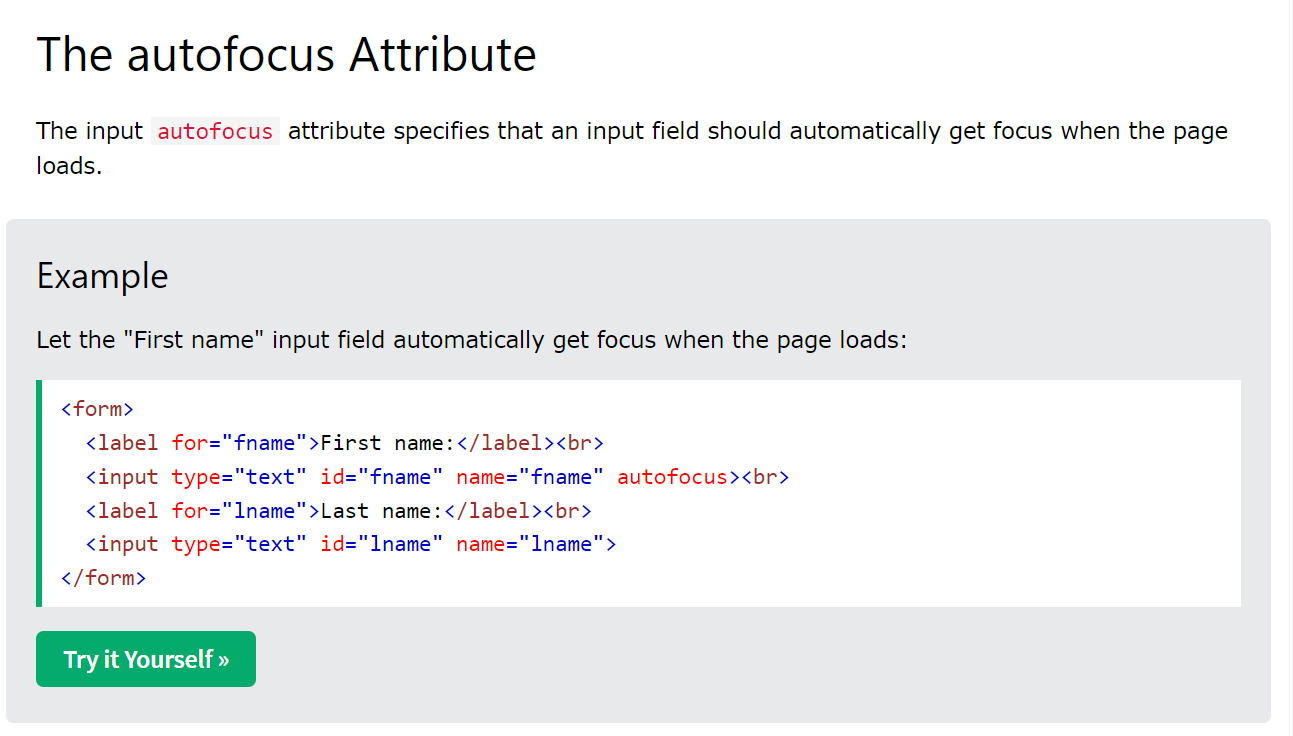 The autofocus Attribute
The input autofocus attribute specifies that an input field should automatically get focus when the page
loads.
Example
Let the "First name" input field automatically get focus when the page loads:
<form>
  <label for="fname">First name:</label><br>
  <input type="text" id="fname" name="fname" autofocus><br>
  <label for="lname">Last name:</label><br>
  <input type="text" id="lname" name="lname">
</form>
Try it Yourself »